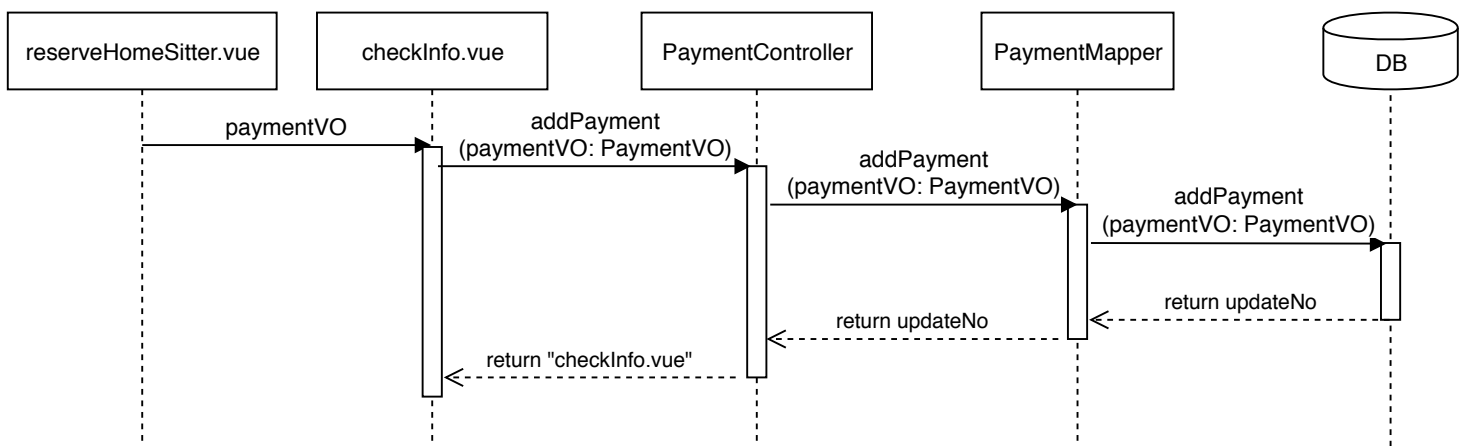 reserveHomeSitter.vue
checkInfo.vue
PaymentController
PaymentMapper
DB
paymentVO
addPayment
(paymentVO: PaymentVO)
addPayment
(paymentVO: PaymentVO)
addPayment
(paymentVO: PaymentVO)
return updateNo
return updateNo
return "checkInfo.vue"